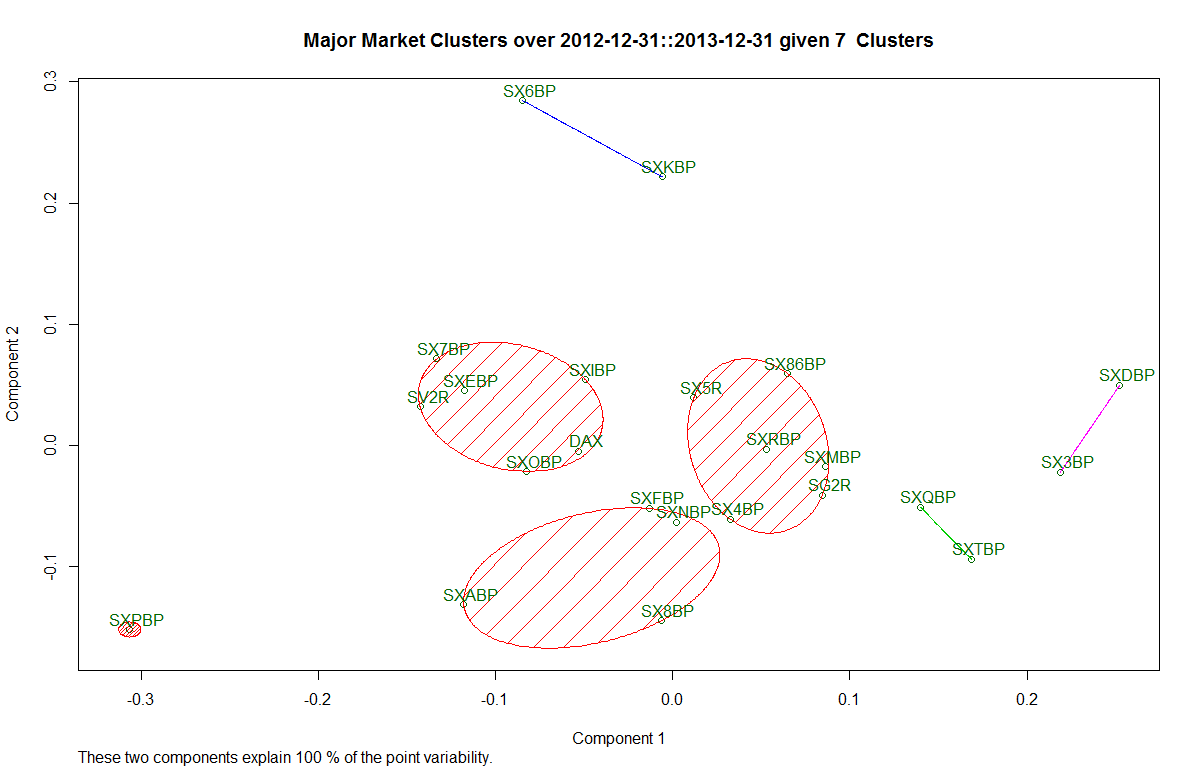 Major Market Clusters over 2012-12-31::2013-12-31 given 7 Clusters
0.3
SX6BP
SXKBP
0.2
0.1
SX7BP
SX86BP
SXIBP
SXEBP
SXDBP
SX5R
SV2R
Component 2
0.0
DAX
SXRBP
SXOBP
SXMBP
SX3BP
SG2R
SXFBP
SXQBP
SXNBP
SX4BP
SXTBP
-0.1
SXABP
SX8BP
SXPBP
-0.3 -0.2 -0.1 0.0 0.1 0.2
Component 1
These two components explain 100 % of the point variability.